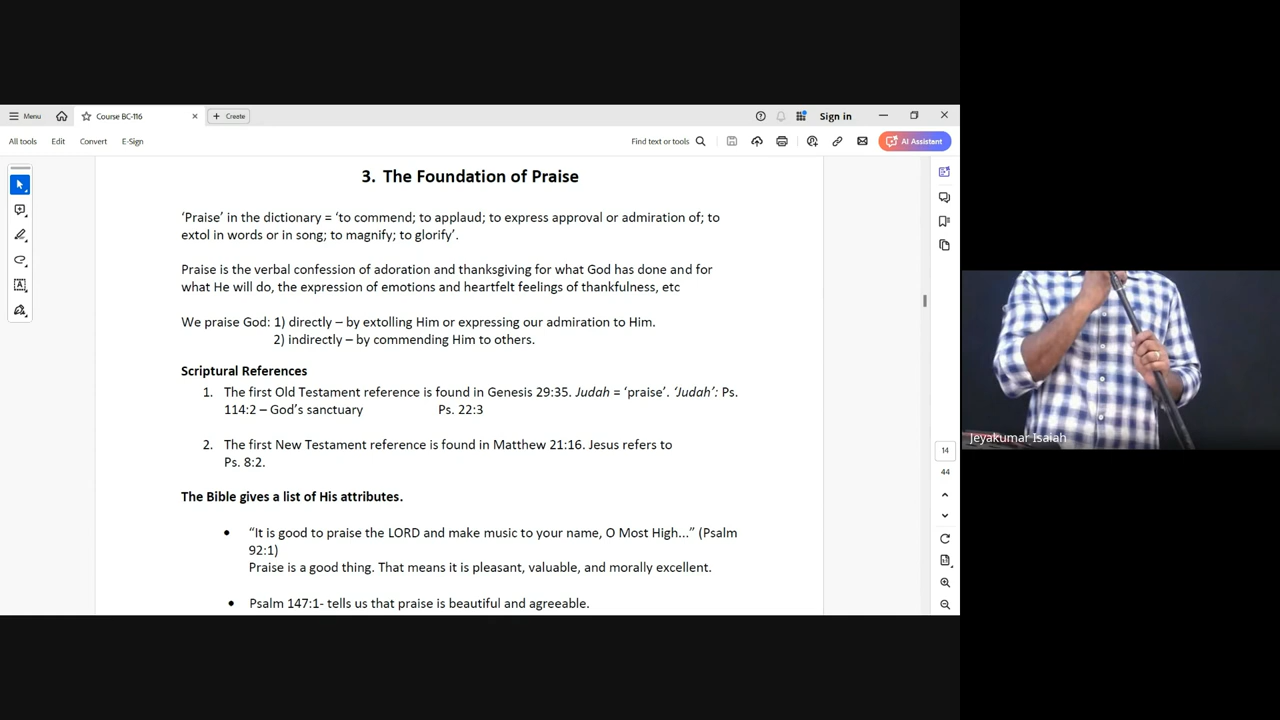 Menu
Course BC-116
Create
Sign in
All tools
Edit
Convert
E-Sign
Find text or tools
AI Assistant
3. The Foundation of Praise
‘Praise’ in the dictionary = ‘to commend; to applaud; to express approval or admiration of; to
extol in words or in song; to magnify; to glorify’.
Praise is the verbal confession of adoration and thanksgiving for what God has done and for
what He will do, the expression of emotions and heartfelt feelings of thankfulness, etc
We praise God: 1) directly – by extolling Him or expressing our admiration to Him.
2) indirectly – by commending Him to others.
Scriptural References
1. The first Old Testament reference is found in Genesis 29:35. Judah = ‘praise’. ‘Judah’: Ps.
114:2 – God’s sanctuary Ps. 22:3
2. The first New Testament reference is found in Matthew 21:16. Jesus refers to
Ps. 8:2.
The Bible gives a list of His attributes.
• “It is good to praise the LORD and make music to your name, O Most High...” (Psalm
92:1)
Praise is a good thing. That means it is pleasant, valuable, and morally excellent.
• Psalm 147:1- tells us that praise is beautiful and agreeable.
14
44
Jeyakumar Isaiah